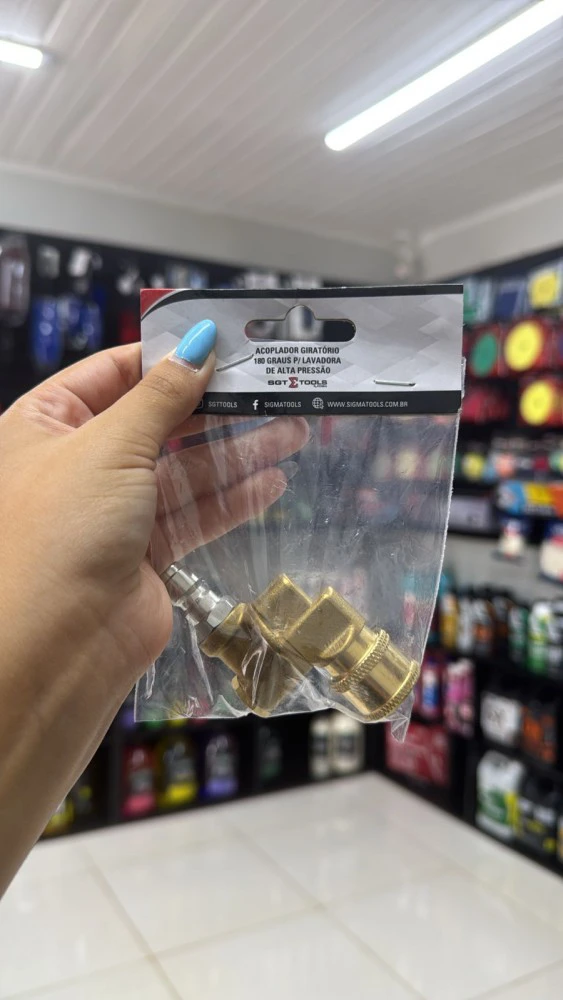 ACOPLADOR GIRATÓRIO
180 GRAUS P/ LAVADORA
DE ALTA PRESSÃO
SGT TOOLS
SGTTOOLS SIGMATOOLS WWW.SIGMATOOLS.COM.BR